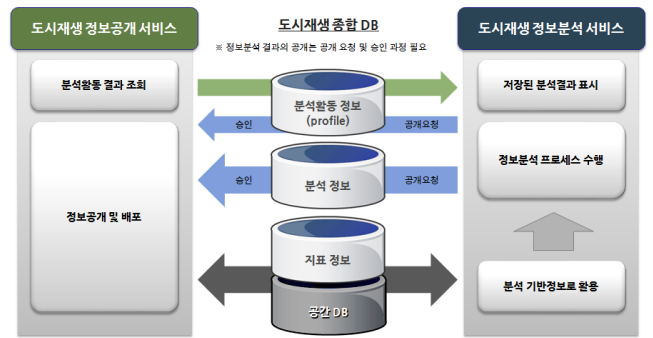 도시재생 정보공개 서비스
분석활동 결과 조회
정보공개 및 배포
도시재생 종합 DB
※ 정보분석 결과의 공개는 공개 요청 및 승인 과정 필요
분석활동 정보
(profile)
승인
공개요청
분석 정보
승인
공개요청
지표 정보
공간 DB
도시재생 정보분석 서비스
저장된 분석결과 표시
정보분석 프로세스 수행
분석 기반정보로 활용